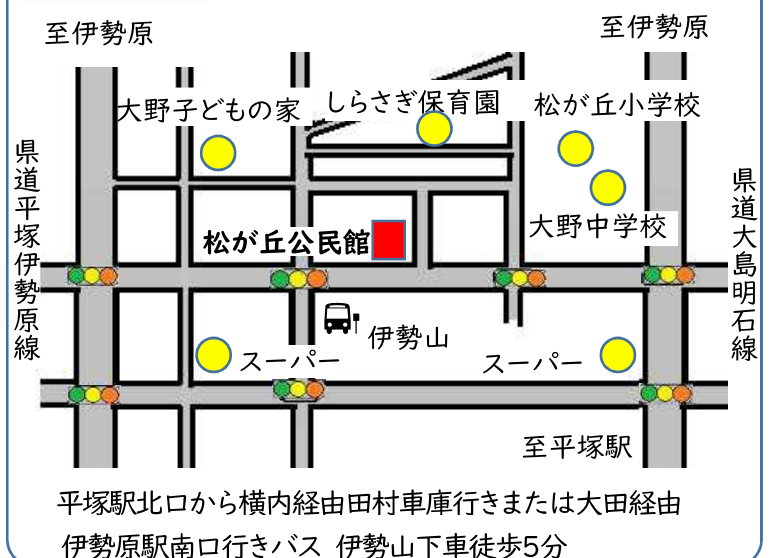 至伊勢原
至伊勢原
大野子どもの家
しらさぎ保育園
松が丘小学校
県道平塚伊勢原線
県道大島明石線
大野中学校
松が丘公民館
伊勢山
スーパー
スーパー
至平塚駅
平塚駅北口から横内経由田村車庫行きまたは大田経由
伊勢原駅南口行きバス 伊勢山下車徒歩5分